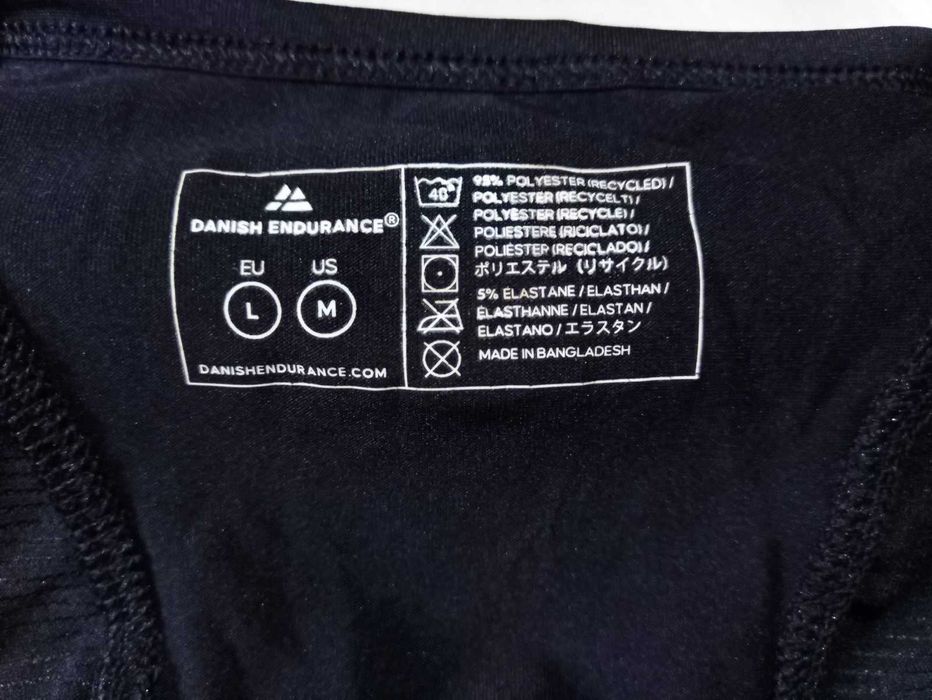 DANISH ENDURANCE®
EU US
L M
DANISHENDURANCE.COM
40°
95% POLYESTER (RECYCLED) /
POLYESTER (RECYCELT) /
POLYESTER (RECYCLE) /
POLIESTERE (RICICLATO) /
POLIÉSTER (RECICLADO) /
ポリエステル (リサイクル)
5% ELASTANE / ELASTHAN /
ÉLASTHANNE / ELASTAN /
ELASTANO / エラスタン
MADE IN BANGLADESH